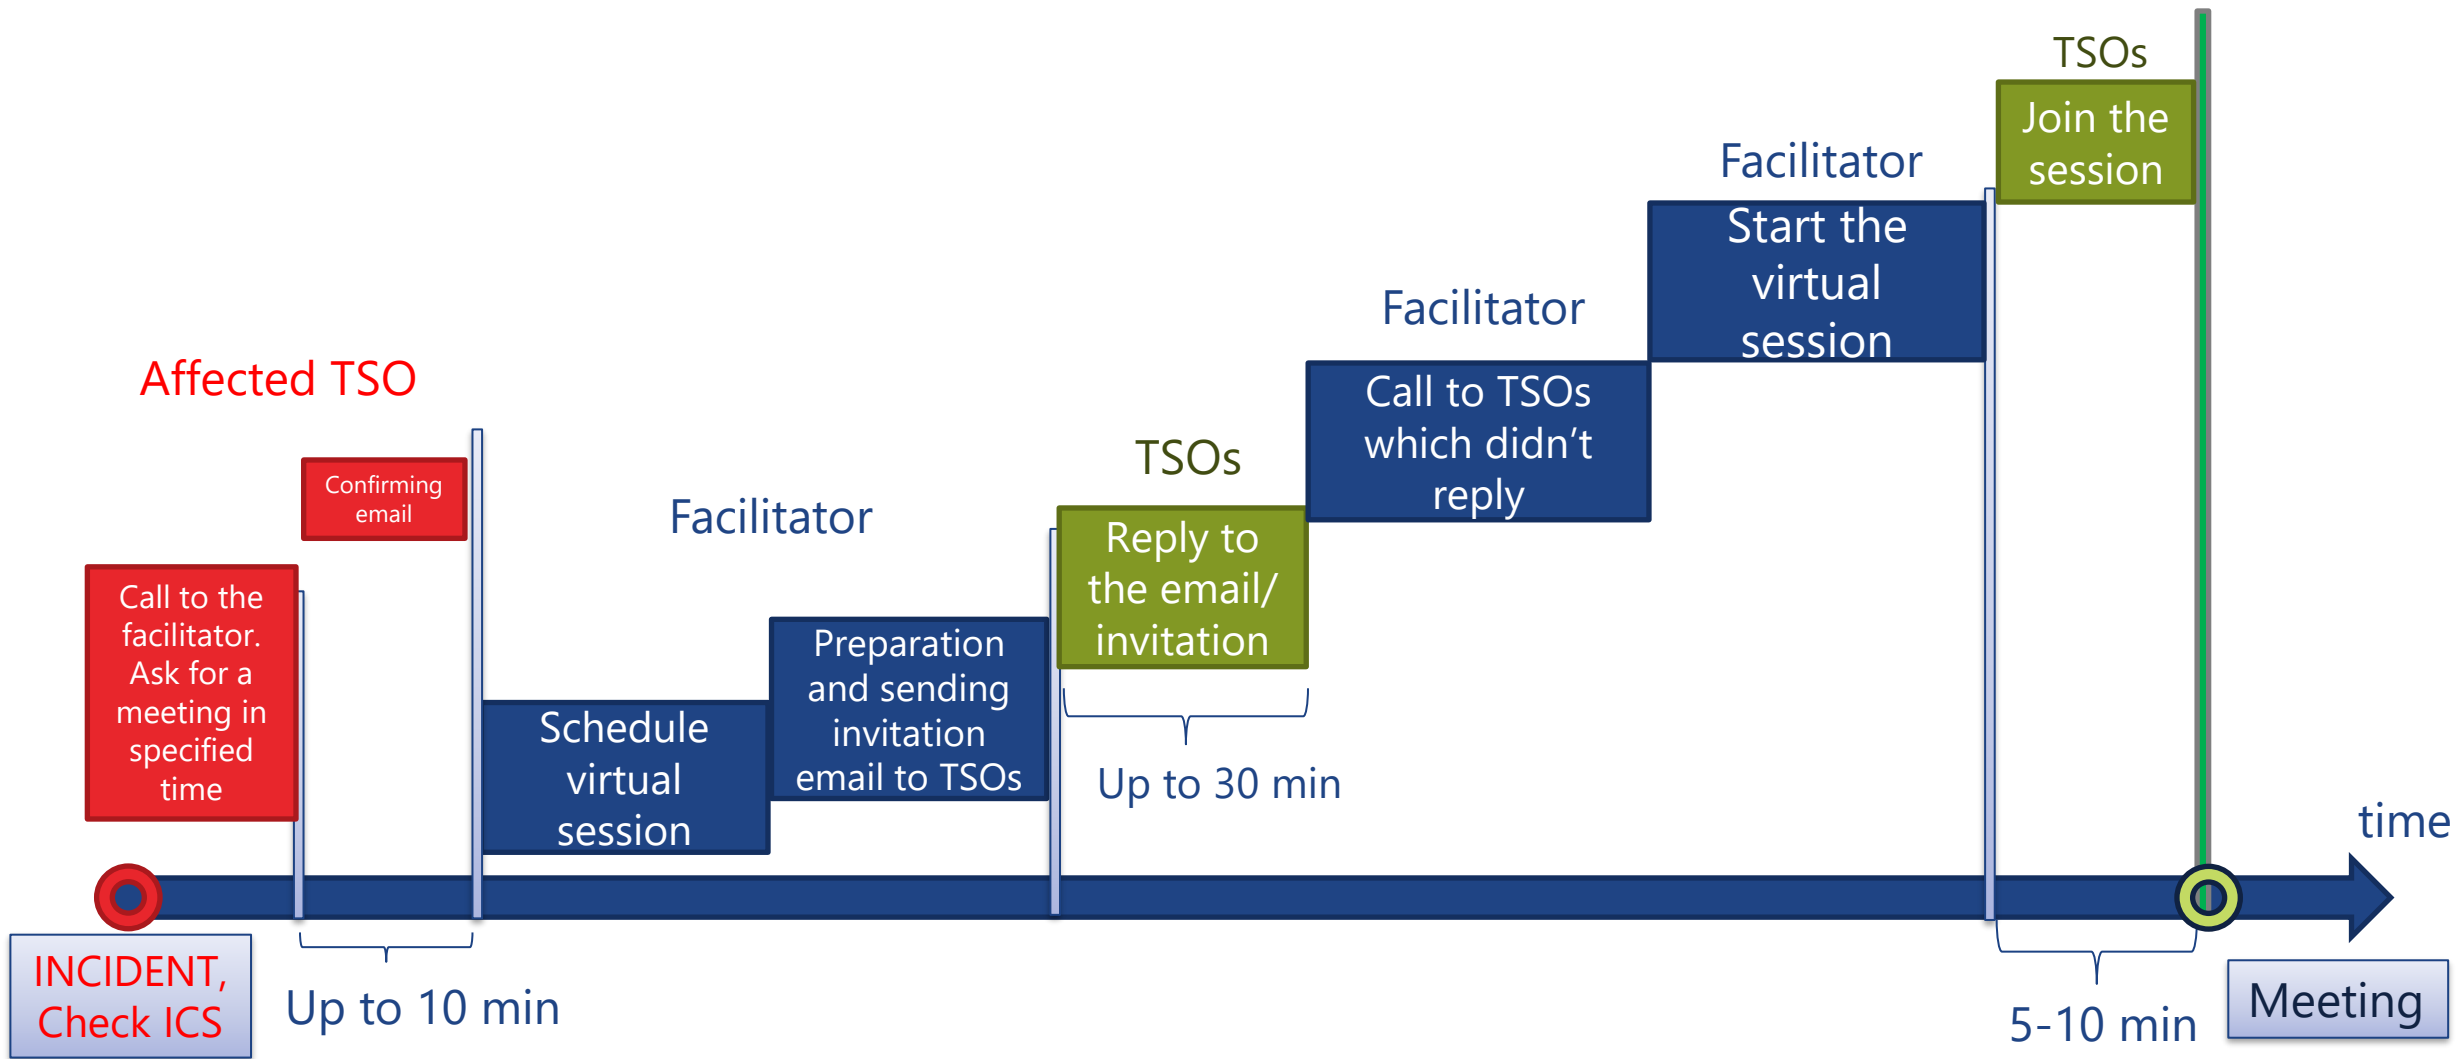 Affected TSO
Call to the
facilitator.
Ask for a
meeting in
specified
time
Confirming
email
Facilitator
Schedule
virtual
session
Preparation
and sending
invitation
email to TSOs
TSOs
Reply to
the email/
invitation
Up to 30 min
Facilitator
Call to TSOs
which didn’t
reply
Facilitator
Start the
virtual
session
TSOs
Join the
session
time
INCIDENT,
Check ICS
Up to 10 min
5-10 min
Meeting